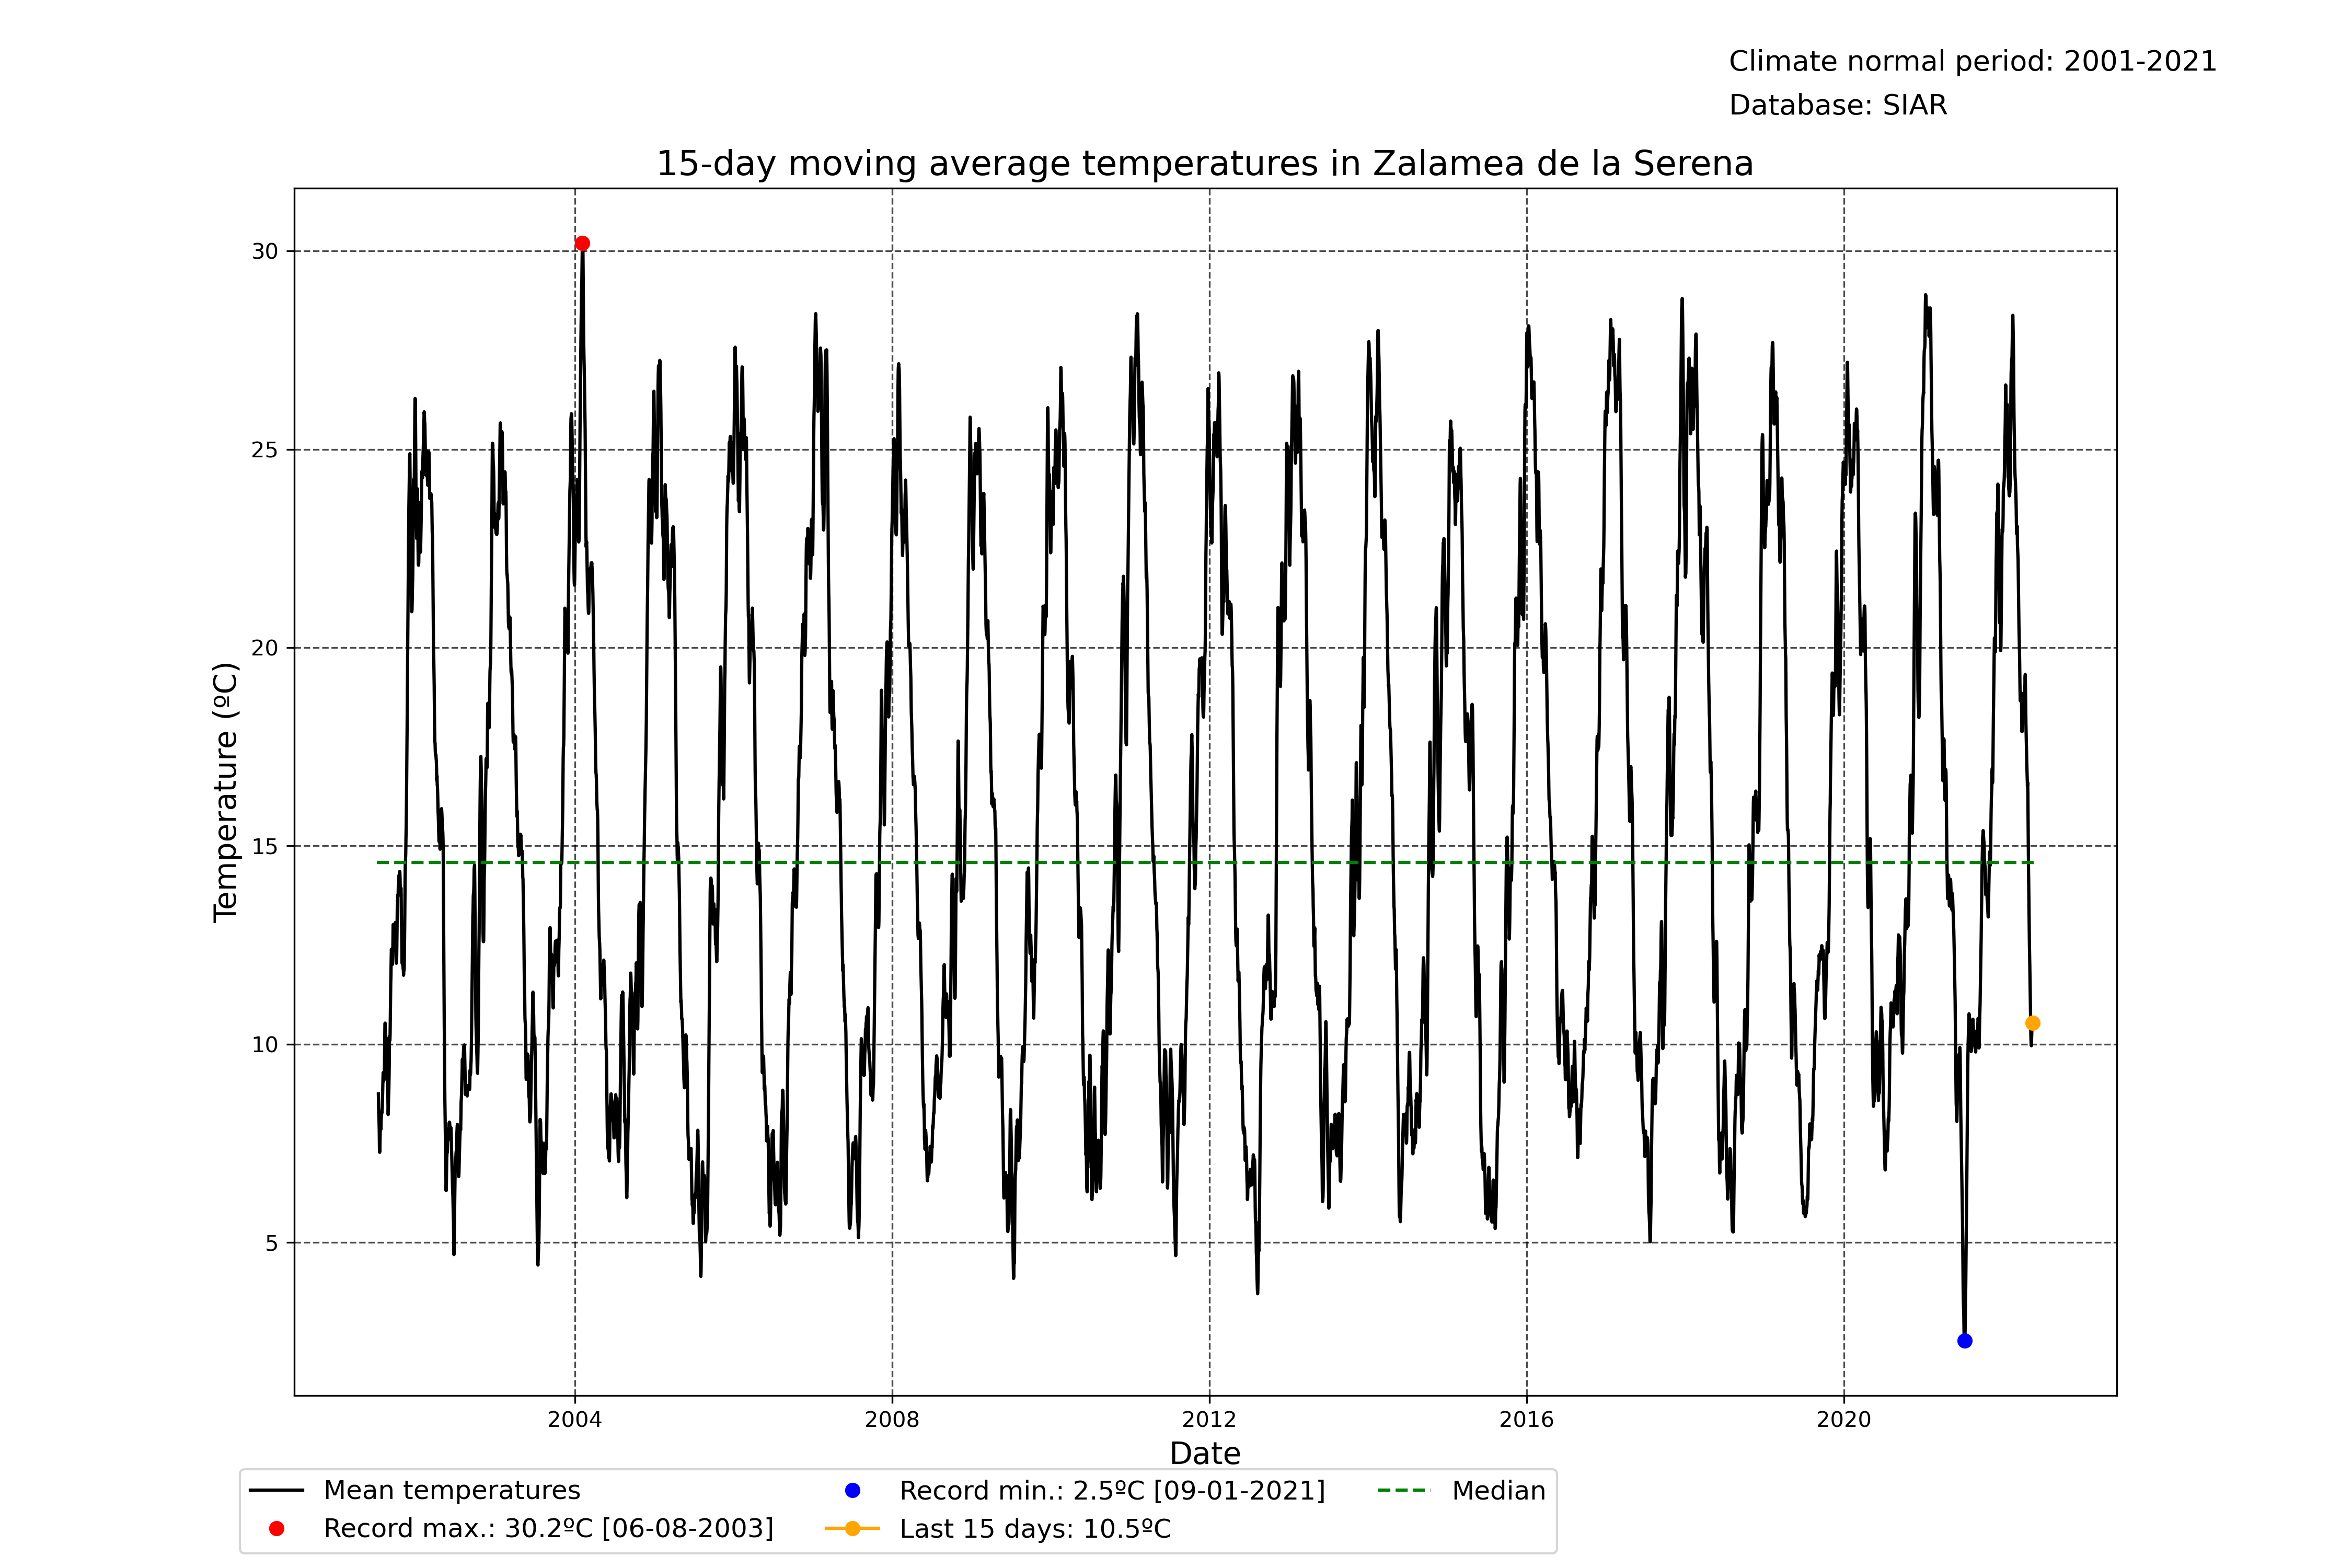 Climate normal period: 2001-2021
Database: SIAR
15-day moving average temperatures in Zalamea de la Serena
30
25
20
15
10
5
Temperature (ºC)
2004 2008 2012 2016 2020
Date
Mean temperatures
Record max.: 30.2ºC [06-08-2003]
Record min.: 2.5ºC [09-01-2021]
Last 15 days: 10.5ºC
Median